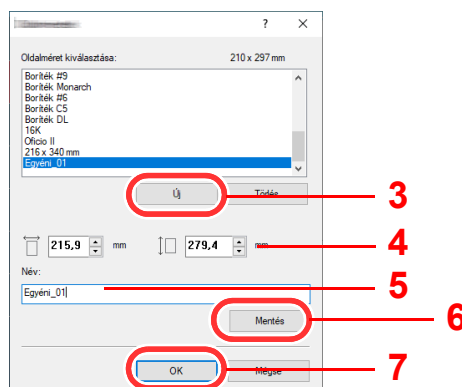 ? ×
Oldalméret kiválasztása: 210 x 297 mm
Boríték #9
Boríték Monarch
Boríték #6
Boríték C5
Boríték DL
16K
Oficio II
216 x 340 mm
Egyéni_01
Új Törlés 3
215,9 mm 279,4 mm 4
Név:
Egyéni_01 5
Mentés 6
OK Mégse 7